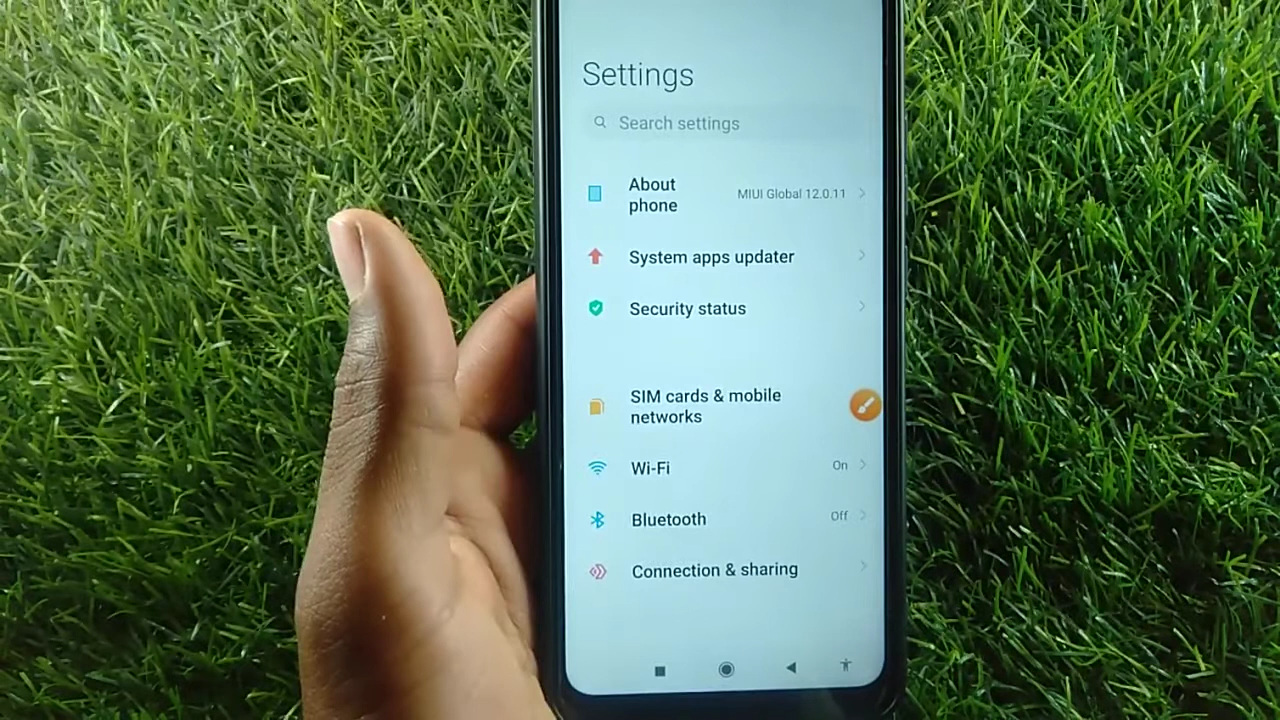 Settings
Search settings
About
phone
MIUI Global 12.0.11
System apps updater
Security status
SIM cards & mobile
networks
Wi-Fi
On
Bluetooth
Off
Connection & sharing